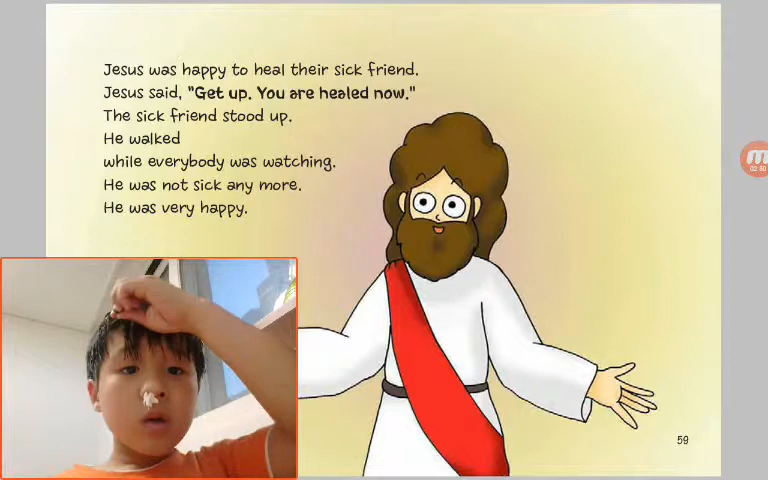 Jesus was happy to heal their sick friend.
Jesus said, "Get up. You are healed now."
The sick friend stood up.
He walked
while everybody was watching.
He was not sick any more.
He was very happy.
59